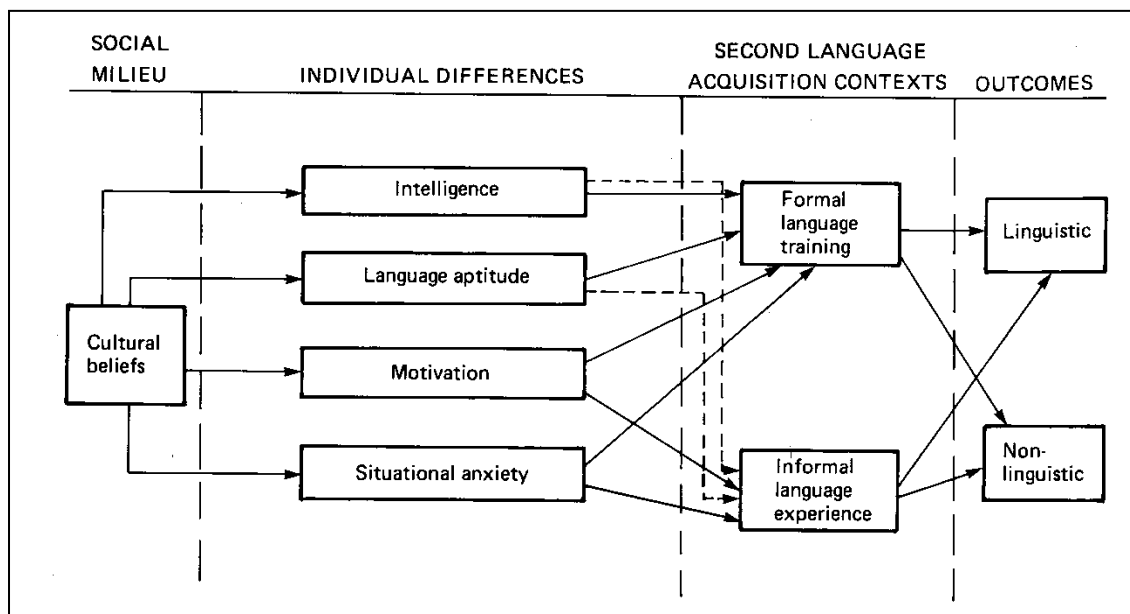 SOCIAL
MILIEU
INDIVIDUAL DIFFERENCES
SECOND LANGUAGE
ACQUISITION CONTEXTS
OUTCOMES
Intelligence
Language aptitude
Motivation
Situational anxiety
Cultural
beliefs
Formal
language
training
Informal
language
experience
Linguistic
Non-
linguistic